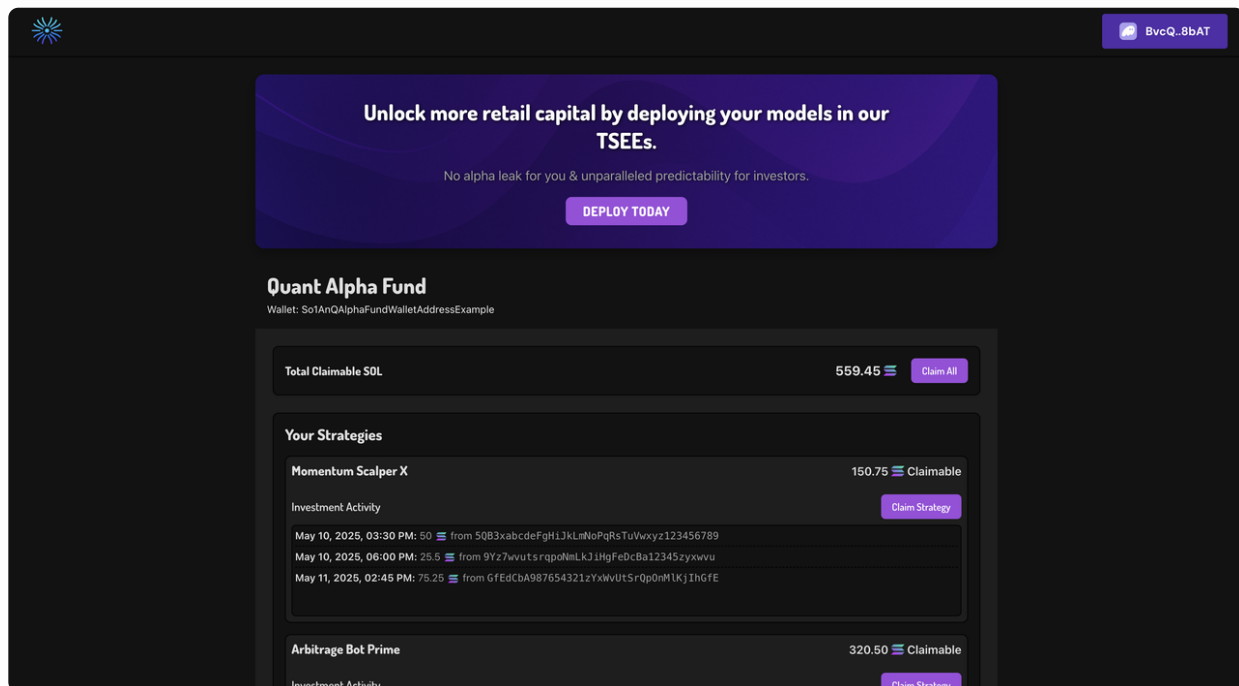 BvcQ..8bAT
Unlock more retail capital by deploying your models in our
TSEEs.
No alpha leak for you & unparalleled predictability for investors.
DEPLOY TODAY
Quant Alpha Fund
Wallet: So1AnQAlphaFundWalletAddressExample
Total Claimable SOL 559.45 Claim All
Your Strategies
Momentum Scalper X 150.75 Claimable
Investment Activity Claim Strategy
May 10, 2025, 03:30 PM: 50 from 5QB3xabcdeFgHiJkLmNoPqRsTuVwxyz123456789
May 10, 2025, 06:00 PM: 25.5 from 9Yz7wvutsrqpoNmLkJiHgFeDcBa12345zyxwvu
May 11, 2025, 02:45 PM: 75.25 from GfEdCbA987654321zYxWvUtSrQpOnMlKjIhGfE
Arbitrage Bot Prime 320.50 Claimable
Investment Activity Claim Strategy